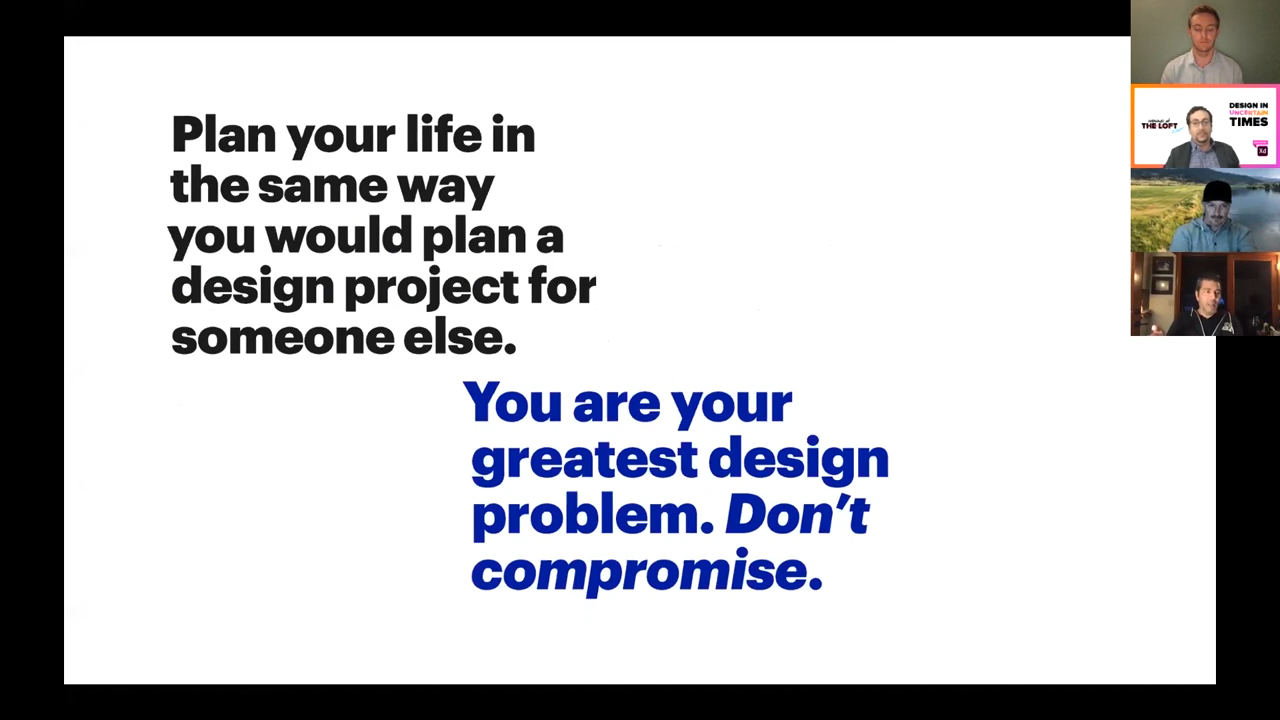 Plan your life in
the same way
you would plan a
design project for
someone else.
You are your
greatest design
problem. Don't
compromise.
THE LOFT
DESIGN IN
UNCERTAIN
TIMES
Xd